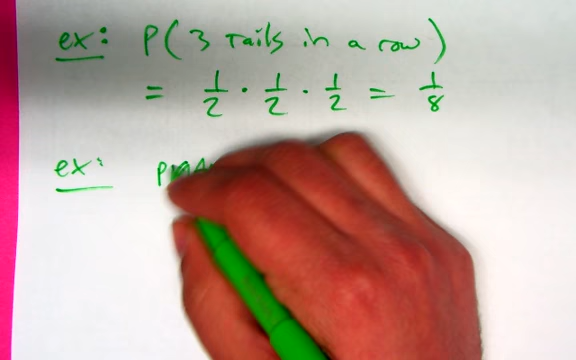 ex: P(3 tails in a row)
= 1/2 · 1/2 · 1/2 = 1/8
ex: